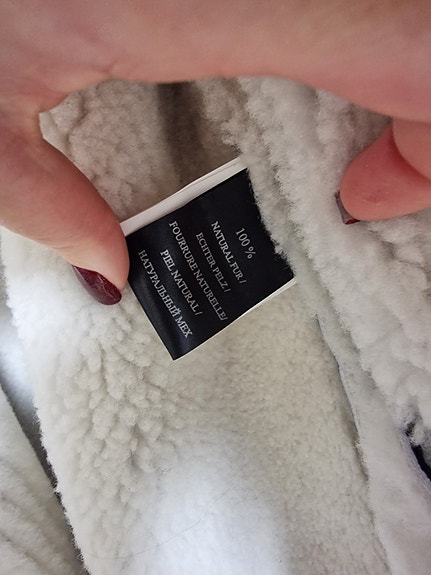 100%
NATURAL FUR /
ECHTER PELZ /
FOURRURE NATURELLE/
PIEL NATURAL /
НАТУРАЛЬНЫЙ МЕХ